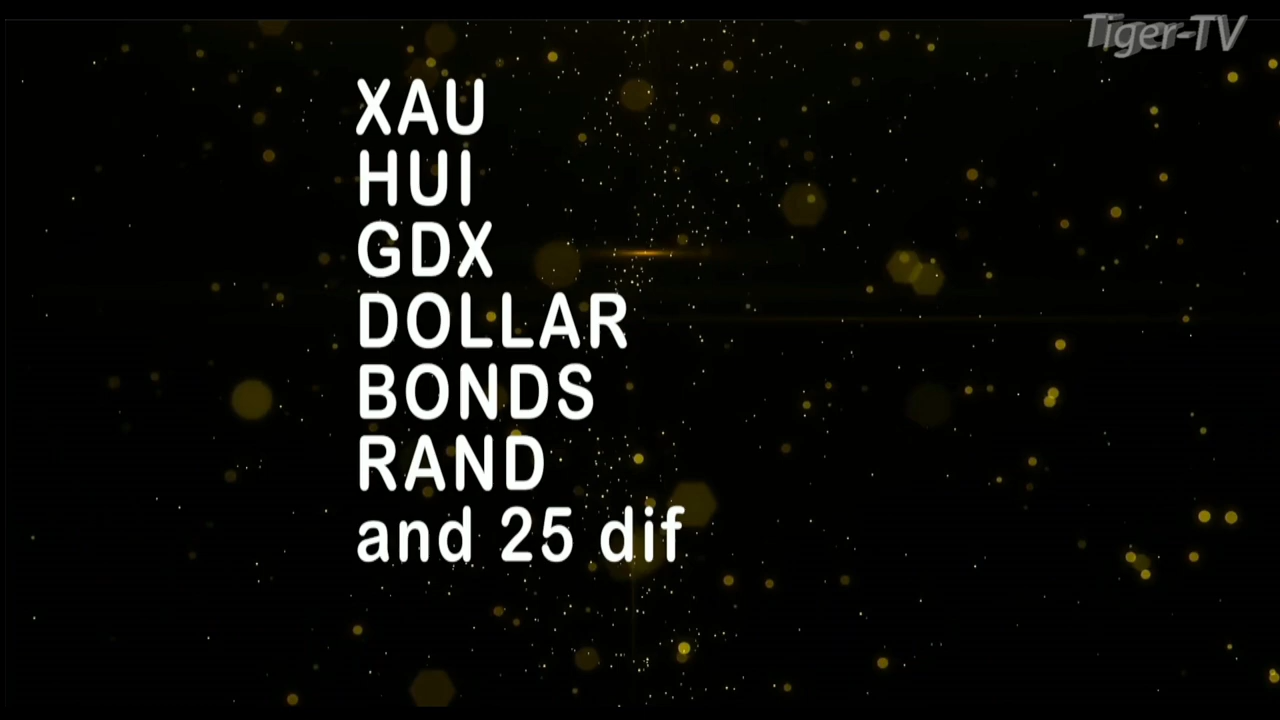 Tiger-TV
XAU
HUI
GDX
DOLLAR
BONDS
RAND
and 25 dif